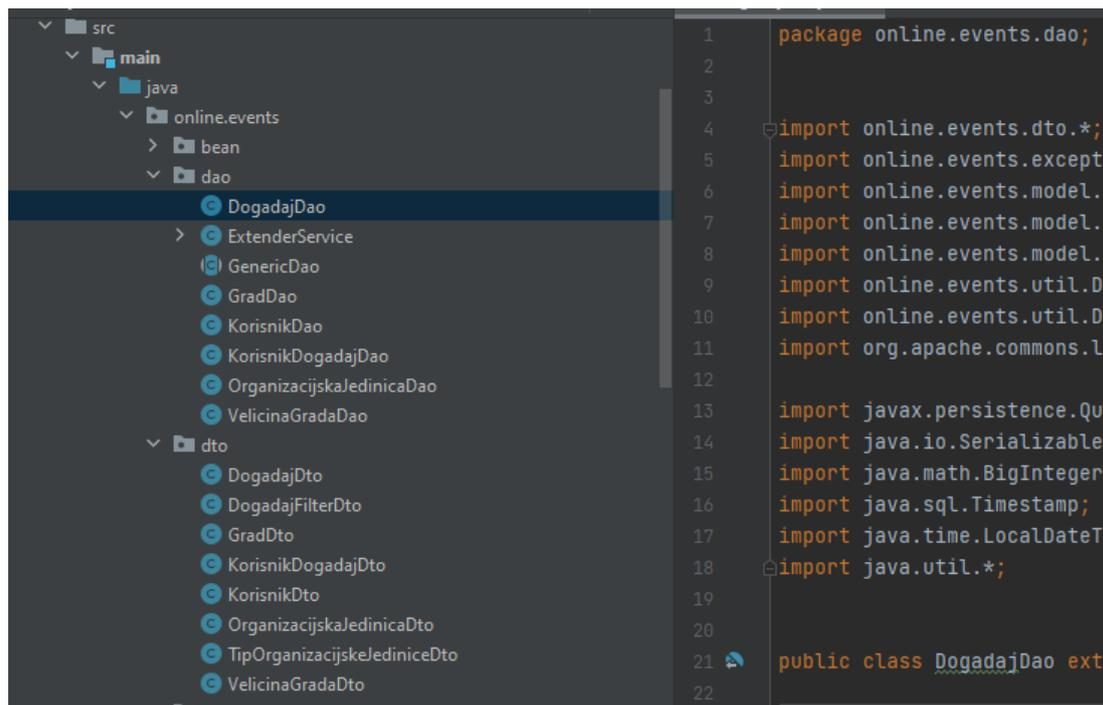 src
main
java
online.events
bean
dao
DogadajDao
ExtenderService
GenericDao
GradDao
KorisnikDao
KorisnikDogadajDao
OrganizacijskaJedinicaDao
VelicinaGradaDao
dto
DogadajDto
DogadajFilterDto
GradDto
KorisnikDogadajDto
KorisnikDto
OrganizacijskaJedinicaDto
TipOrganizacijskeJediniceDto
VelicinaGradaDto
1 package online.events.dao;
2
3
4 import online.events.dto.*;
5 import online.events.except
6 import online.events.model.
7 import online.events.model.
8 import online.events.model.
9 import online.events.util.D
10 import online.events.util.D
11 import org.apache.commons.l
12
13 import javax.persistence.Qu
14 import java.io.Serializable
15 import java.math.BigInteger
16 import java.sql.Timestamp;
17 import java.time.LocalDateT
18 import java.util.*;
19
20
21 public class DogadajDao ext
22